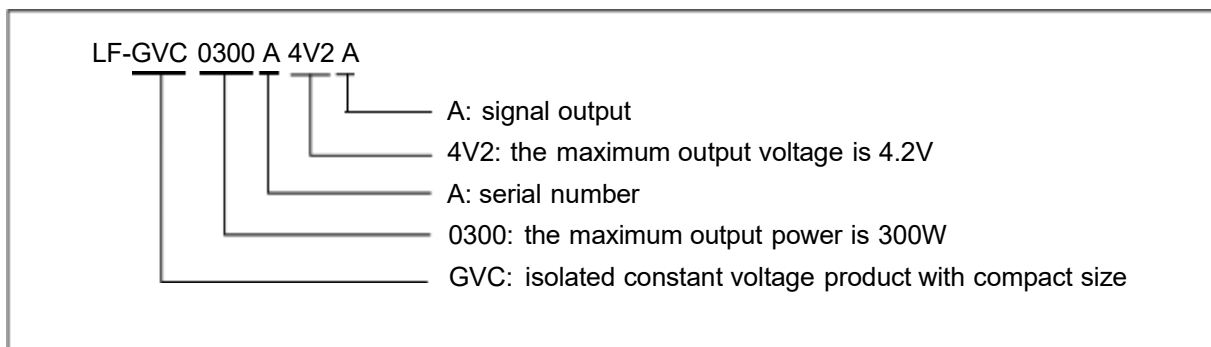 LF-GVC 0300 A 4V2 A
A: signal output
4V2: the maximum output voltage is 4.2V
A: serial number
0300: the maximum output power is 300W
GVC: isolated constant voltage product with compact size